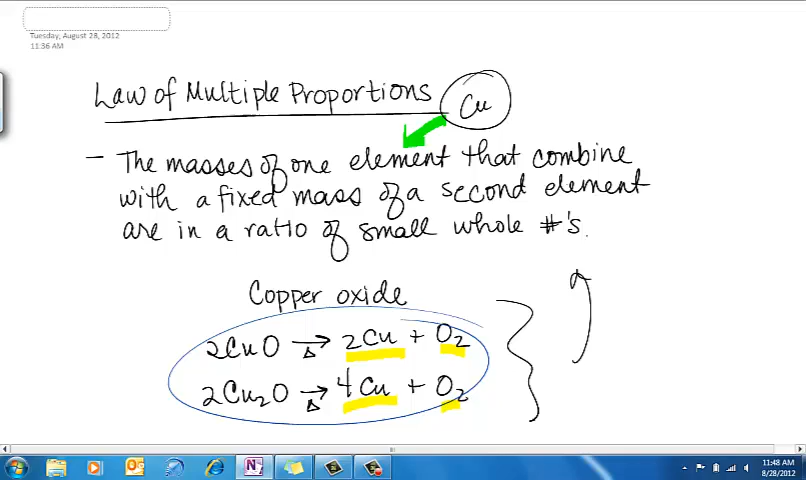 Tuesday, August 28, 2012
11:36 AM
Law of Multiple Proportions
Cu
- The masses of one element that combine
with a fixed mass of a second element
are in a ratio of small whole #'s.
Copper oxide
2CuO →Δ 2Cu + O₂
2Cu₂O →Δ 4Cu + O₂
11:48 AM
8/28/2012